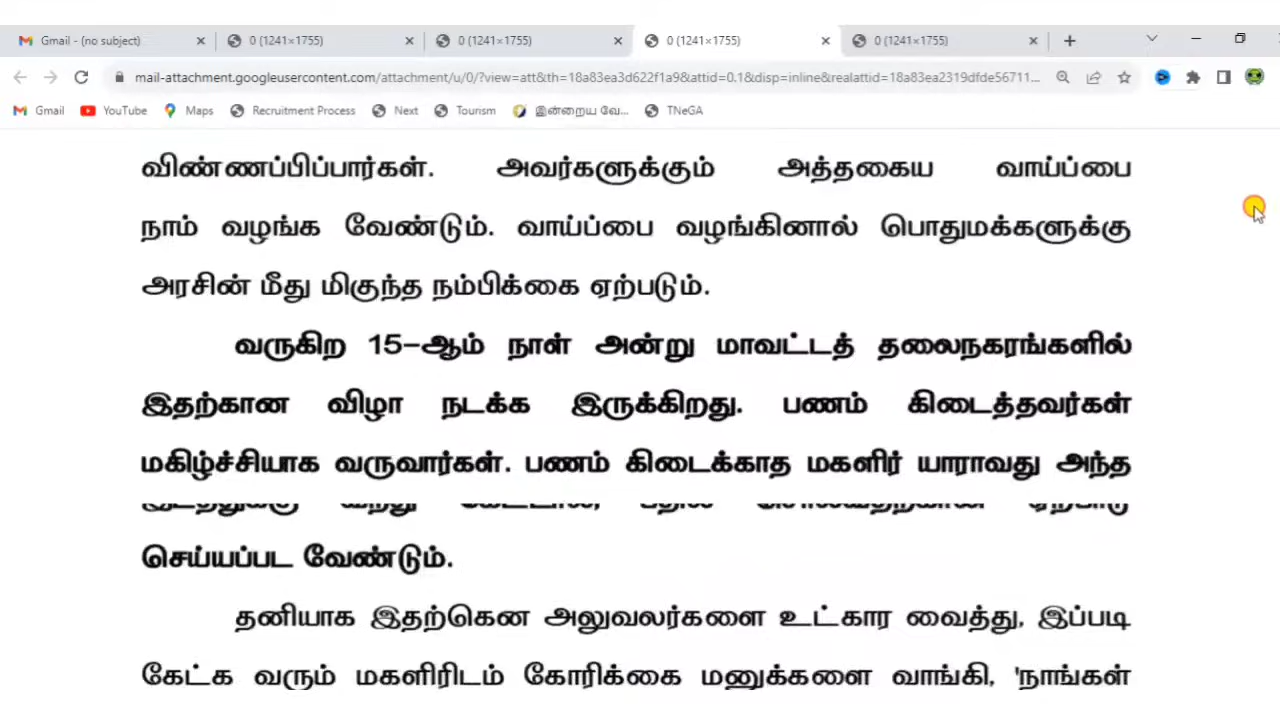 Gmail - (no subject)
0 (1241×1755)
0 (1241×1755)
0 (1241×1755)
0 (1241×1755)
mail-attachment.googleusercontent.com/attachment/u/0/?view=att&th=18a83ea3d622f1a9&attid=0.1&disp=inline&realattid=18a83ea2319dfde56711...
Gmail YouTube Maps Recruitment Process Next Tourism இன்றைய வே... TNeGA
விண்ணப்பிப்பார்கள். அவர்களுக்கும் அத்தகைய வாய்ப்பை
நாம் வழங்க வேண்டும். வாய்ப்பை வழங்கினால் பொதுமக்களுக்கு
அரசின் மீது மிகுந்த நம்பிக்கை ஏற்படும்.
வருகிற 15-ஆம் நாள் அன்று மாவட்டத் தலைநகரங்களில்
இதற்கான விழா நடக்க இருக்கிறது. பணம் கிடைத்தவர்கள்
மகிழ்ச்சியாக வருவார்கள். பணம் கிடைக்காத மகளிர் யாராவது அந்த
செய்யப்பட வேண்டும்.
தனியாக இதற்கென அலுவலர்களை உட்கார வைத்து, இப்படி
கேட்க வரும் மகளிரிடம் கோரிக்கை மனுக்களை வாங்கி, 'நாங்கள்